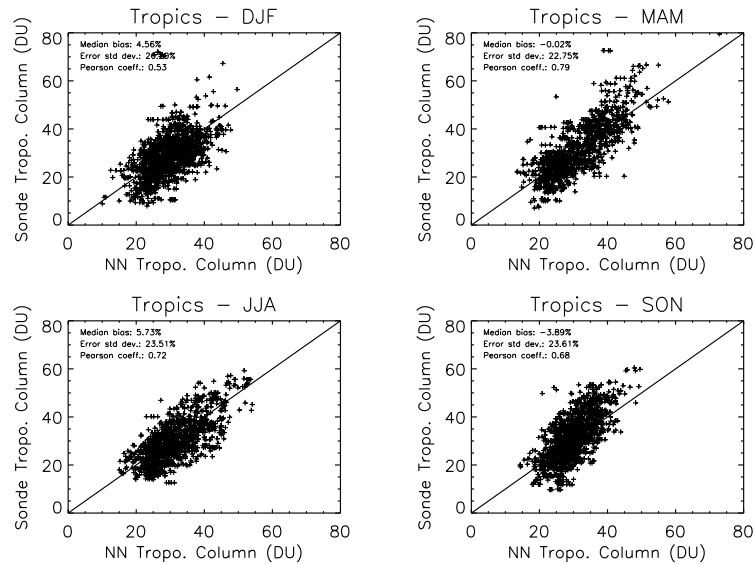 Tropics – DJF
Median bias: 4.56%
Error std dev.:
Pearson coeff.: 0.53
Sonde Tropo. Column (DU)
80
60
40
20
0
0 20 40 60 80
NN Tropo. Column (DU)
Tropics – MAM
Median bias: −0.02%
Error std dev.: 22.75%
Pearson coeff.: 0.79
Sonde Tropo. Column (DU)
80
60
40
20
0
0 20 40 60 80
NN Tropo. Column (DU)
Tropics – JJA
Median bias: 5.73%
Error std dev.: 23.51%
Pearson coeff.: 0.72
Sonde Tropo. Column (DU)
80
60
40
20
0
0 20 40 60 80
NN Tropo. Column (DU)
Tropics – SON
Median bias: −3.89%
Error std dev.: 23.61%
Pearson coeff.: 0.68
Sonde Tropo. Column (DU)
80
60
40
20
0
0 20 40 60 80
NN Tropo. Column (DU)